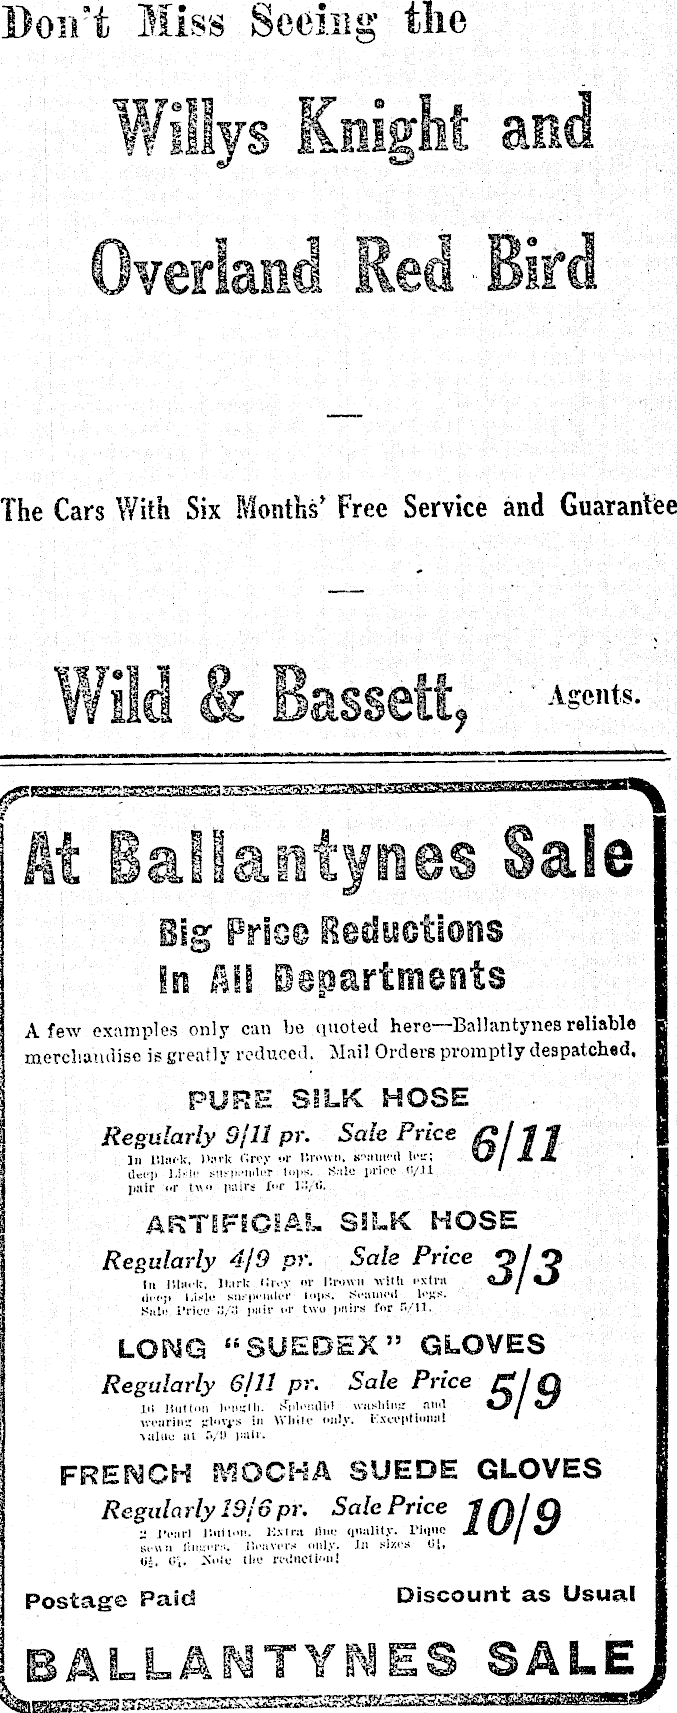 Don't Miss Seeing the
Willys Knight and
Overland Red Bird
The Cars With Six Months' Free Service and Guarantee
Wild & Bassett, Agents.
At Ballantynes Sale
Big Price Reductions
In All Departments
A few examples only can be quoted here—Ballantynes reliable
merchandise is greatly reduced. Mail Orders promptly despatched.
PURE SILK HOSE
Regularly 9/11 pr. Sale Price 6/11
In Black, Dark Grey or Brown, seamed leg;
deep Lisle suspender tops. Sale price 6/11
pair or two pairs for 13/6.
ARTIFICIAL SILK HOSE
Regularly 4/9 pr. Sale Price 3/3
In Black, Dark Grey or Brown with extra
deep Lisle suspender tops. Seamed legs.
Sale Price 3/3 pair or two pairs for 5/11.
LONG "SUEDEX" GLOVES
Regularly 6/11 pr. Sale Price 5/9
16 Button length. Splendid washing and
wearing gloves in White only. Exceptional
value at 5/9 pair.
FRENCH MOCHA SUEDE GLOVES
Regularly 19/6 pr. Sale Price 10/9
2 Pearl Button. Extra fine quality. Pique
sewn fingers. Beavers only. In sizes
Note the reduction!
Postage Paid Discount as Usual
BALLANTYNES SALE